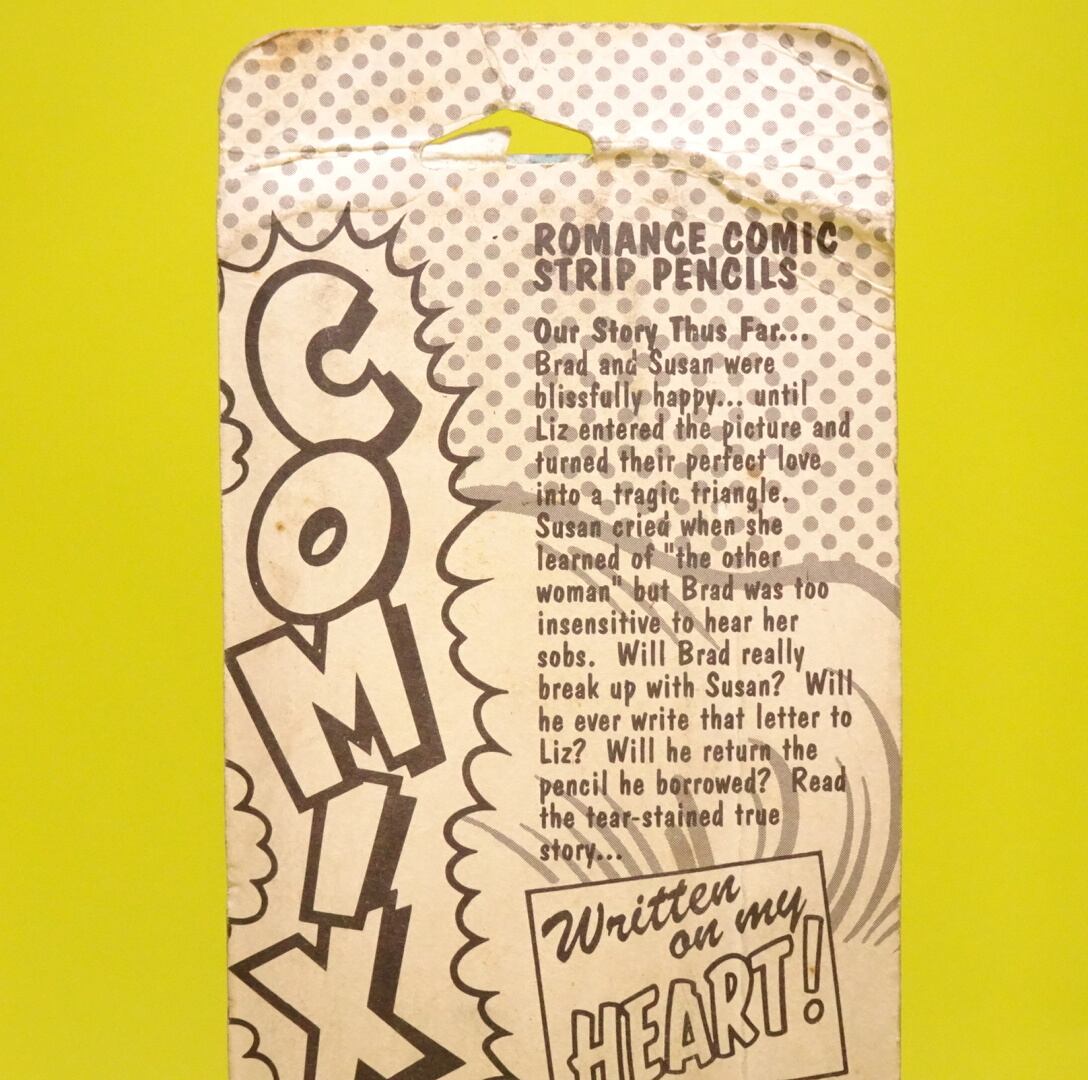 COMIX
ROMANCE COMIC
STRIP PENCILS
Our Story Thus Far...
Brad and Susan were
blissfully happy... until
Liz entered the picture and
turned their perfect love
into a tragic triangle.
Susan cried when she
learned of "the other
woman" but Brad was too
insensitive to hear her
sobs.  Will Brad really
break up with Susan?  Will
he ever write that letter to
Liz?  Will he return the
pencil he borrowed?  Read
the tear-stained true
story...
Written
on my
HEART!